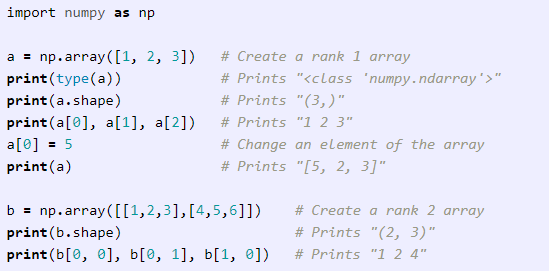 import numpy as np
a = np.array([1, 2, 3])   # Create a rank 1 array
print(type(a))            # Prints "<class 'numpy.ndarray'>"
print(a.shape)            # Prints "(3,)"
print(a[0], a[1], a[2])   # Prints "1 2 3"
a[0] = 5                  # Change an element of the array
print(a)                  # Prints "[5, 2, 3]"
b = np.array([[1,2,3],[4,5,6]])    # Create a rank 2 array
print(b.shape)                     # Prints "(2, 3)"
print(b[0, 0], b[0, 1], b[1, 0])   # Prints "1 2 4"